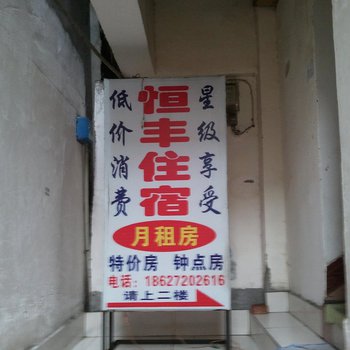 低价消费
恒丰住宿
星级享受
月租房
特价房 钟点房
电话：18627202616
请上二楼